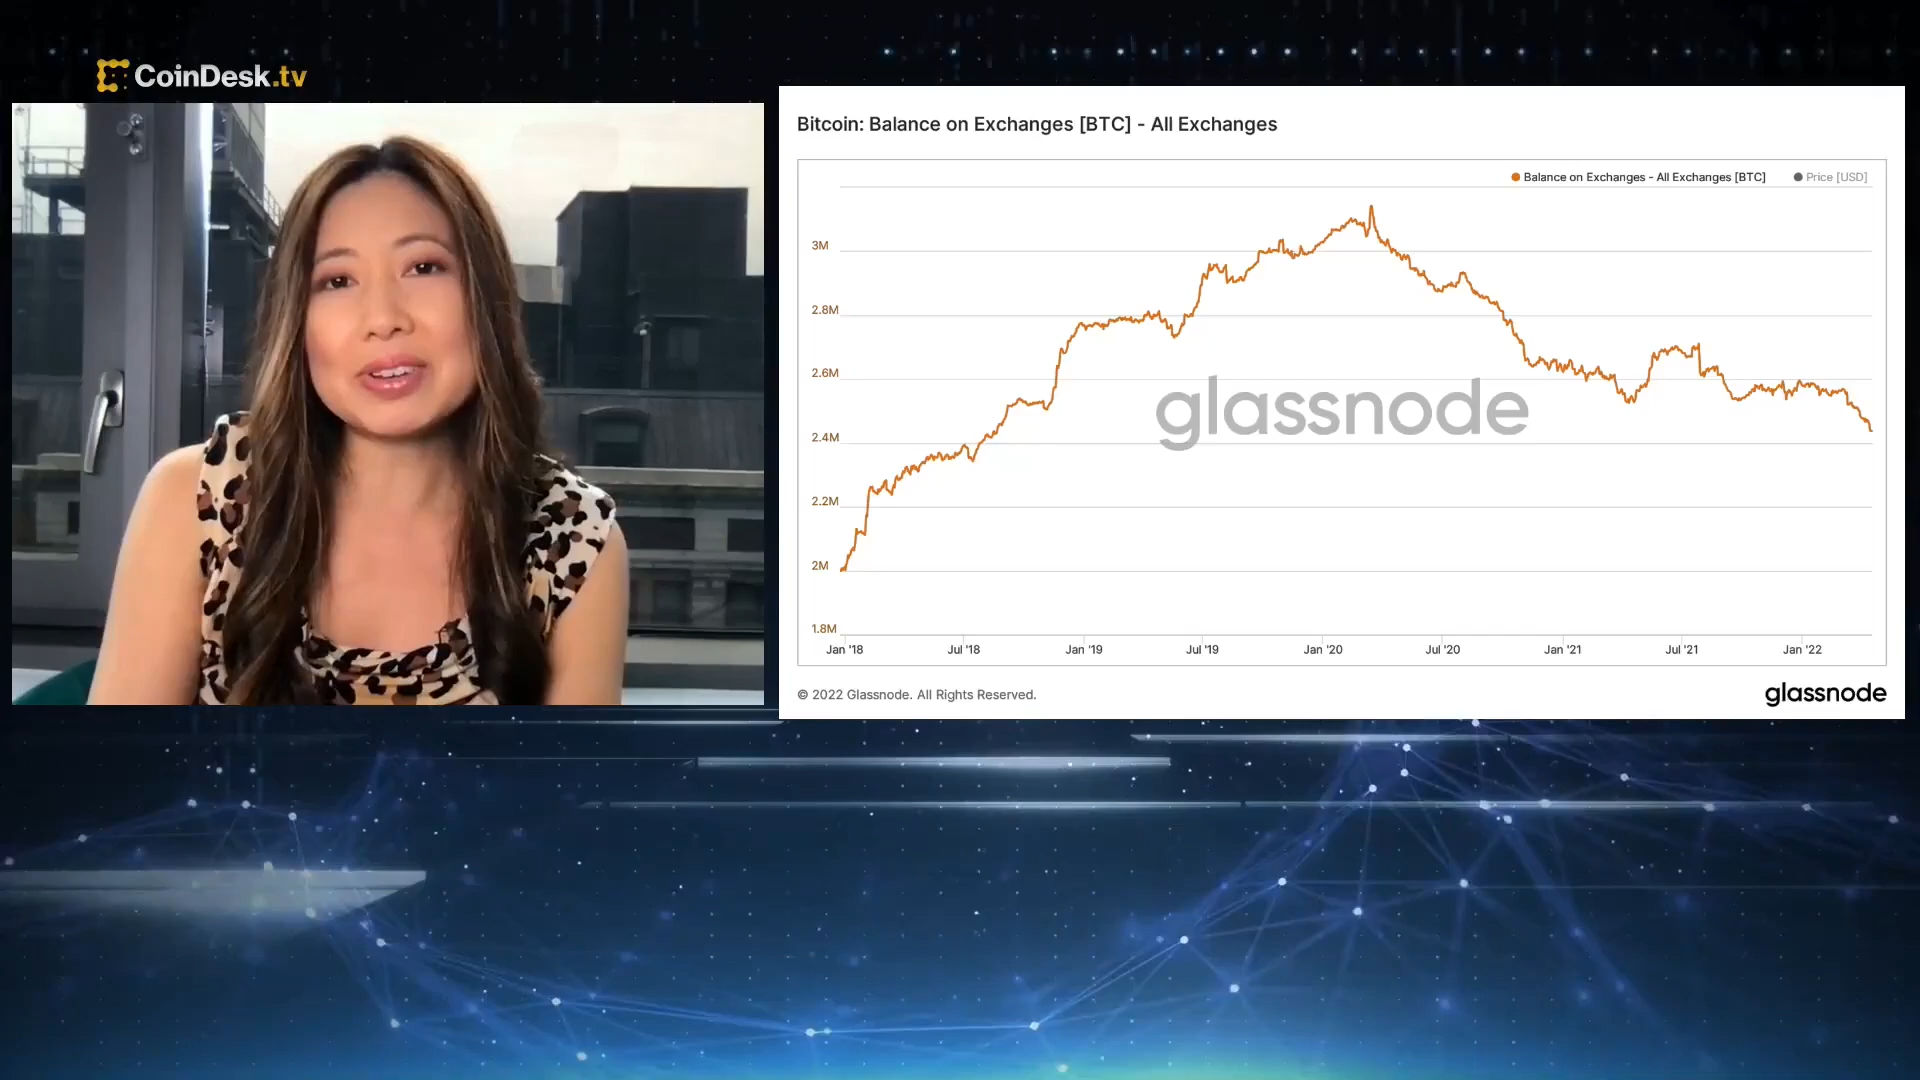 CoinDesk.tv
Bitcoin: Balance on Exchanges [BTC] - All Exchanges
Balance on Exchanges - All Exchanges [BTC] Price [USD]
3M
2.8M
2.6M
2.4M
2.2M
2M
1.8M
glassnode
Jan '18 Jul '18 Jan '19 Jul '19 Jan '20 Jul '20 Jan '21 Jul '21 Jan '22
© 2022 Glassnode. All Rights Reserved.
glassnode